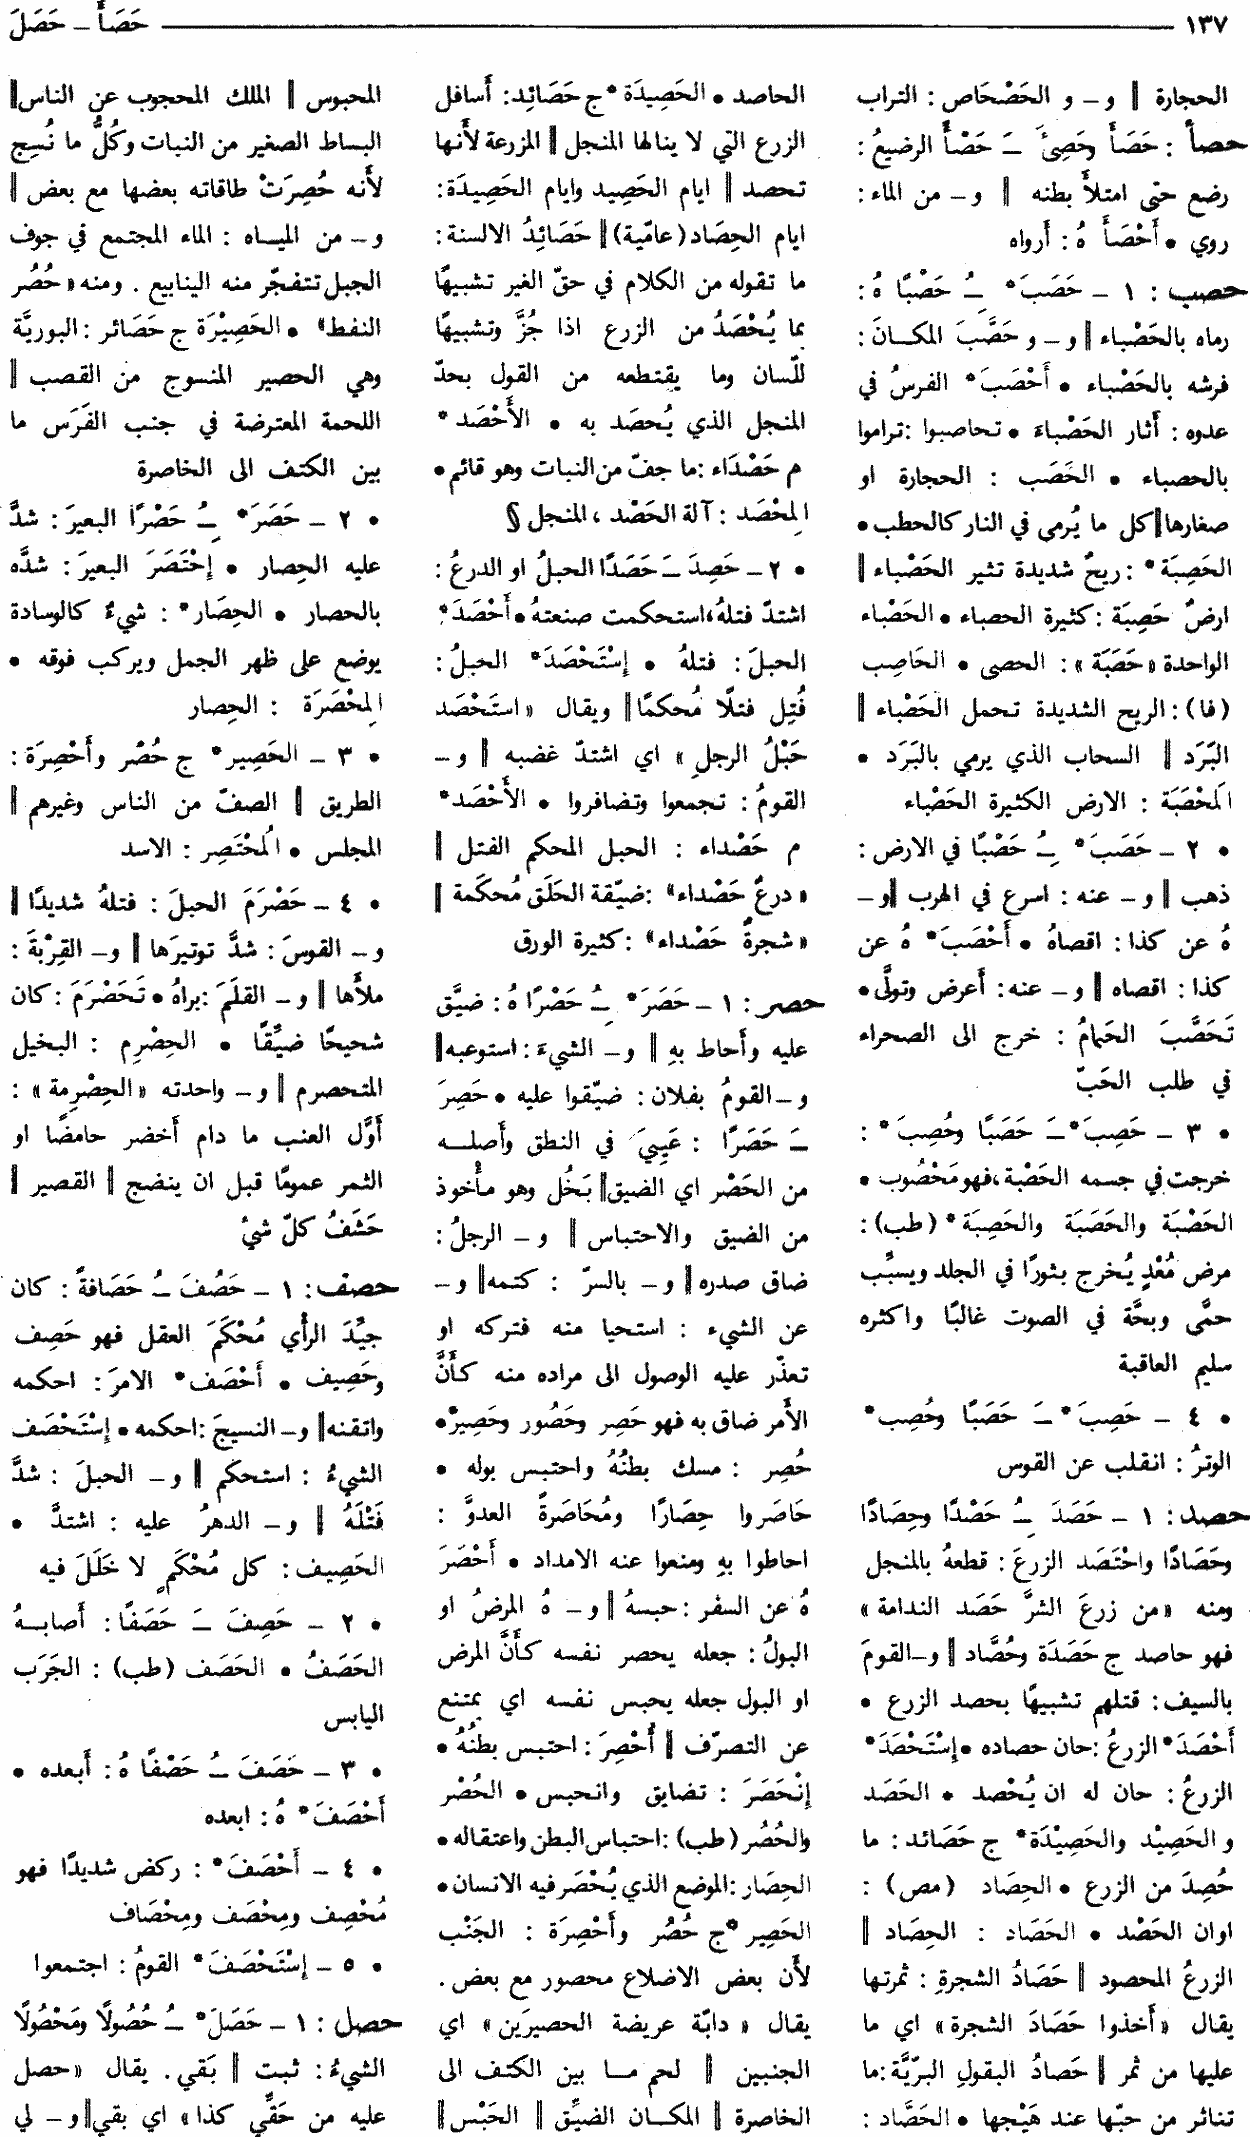 ١٣٧ حَصَأَ – حَصَلَ
الحجارة ‖ و – و الحَصْحَاص : التراب
حصأ : حَصَأَ وحَصِئَ ـَ حَصْأً الرضيعُ :
رضع حتى امتلأ بطنه ‖ و – من الماء :
روي • أَحْصَأَ هُ : أرواه
حصب : ١ – حَصَبَ* ـُِ حَصْبًا هُ :
رماه بالحَصْباء ‖ و – و حَصَّبَ المكـانَ :
فرشه بالحَصْباء • أَحْصَبَ* الفرسُ في
عدوه : أثار الحَصْباءَ • تحاصبوا : تراموا
بالحصباء • الحَصَب : الحجارة او
صغارها ‖ كل ما يُرمى في النار كالحطب •
الحَصِبَة* : ريحٌ شديدة تثير الحَصْباء ‖
ارضٌ حَصِبَة : كثيرة الحصباء • الحَصْباء
الواحدة «حَصَبَة» : الحصى • الحَاصِب
(فا) : الريح الشديدة تحمل الحَصْباء ‖
البَرَد ‖ السحاب الذي يرمي بالبَرَد •
المَحْصَبَة : الارض الكثيرة الحَصْباء
• ٢ – حَصَبَ* ـُِ حَصْبًا في الارض :
ذهب ‖ و – عنه : اسرع في الهرب ‖ و –
هُ عن كذا : اقصاهُ • أَحْصَبَ* هُ عن
كذا : اقصاه ‖ و – عنه : أعرض وتولَّى •
تَحَصَّبَ الحَمامُ : خرج الى الصحراء
في طلب الحَبّ
• ٣ – حَصِبَ* ـَ حَصَبًا وحُصِبَ* :
خرجت في جسمه الحَصْبة، فهو مَحْصُوب •
الحَصْبَة والحَصَبَة والحَصِبَة* (طب) :
مرض مُعْدٍ يُخرج بثورًا في الجلد ويسبِّب
حمَّى وبحَّة في الصوت غالبًا واكثره
سليم العاقبة
• ٤ – حَصِبَ* ـَ حَصَبًا وحُصِب*
الوترُ : انقلب عن القوس
حصد : ١ – حَصَدَ ـُِ حَصْدًا وحِصَادًا
وحَصَادًا واحْتَصَد الزرعَ : قطعهُ بالمنجل
ومنه «من زرعَ الشرَّ حَصَد الندامة»
فهو حاصد ج حَصَدَة وحُصَّاد ‖ و – القومَ
بالسيف : قتلهم تشبيهًا بحصد الزرع •
أَحْصَدَ* الزرعُ : حان حصاده • إسْتَحْصَدَ*
الزرعُ : حان له ان يُحْصد • الحَصَد
و الحَصِيْد والحَصِيْدَة* ج حَصَائد : ما
حُصِدَ من الزرع • الحِصَاد (مص) :
اوان الحَصْد • الحَصَاد : الحِصَاد ‖
الزرعُ المحصود ‖ حَصَادُ الشجرةِ : ثمرتها
يقال «أخذوا حَصَادَ الشجرة» اي ما
عليها من ثمر ‖ حَصادُ البقولِ البرّيَّة : ما
تناثر من حبّها عند هَيْجها • الحَصَّاد :
الحاصد • الحَصِيدَة* ج حَصَائِد : أسافل
الزرع التي لا ينالها المنجل ‖ المزرعة لأنها
تحصد ‖ ايام الحَصِيد وايام الحَصِيدَة :
ايام الحِصَاد (عامّية) ‖ حَصَائِدُ الالسنة :
ما تقوله من الكلام في حقّ الغير تشبيهًا
بما يُحْصَدُ من الزرع اذا جُزَّ وتشبيهًا
للّسان وما يقتطعه من القول بحدّ
المنجل الذي يُحصَد به • الأَحْصَد*
م حَصْدَاء : ما جفّ من النبات وهو قائم •
المِحْصَد : آلة الحَصْد ، المنجل §
• ٢ – حَصِدَ ـَ حَصَدًا الحبلُ او الدرعُ :
اشتدّ فتلهُ، استحكمت صنعتهُ • أَحْصَدَ*
الحبلَ : فتلهُ • إسْتَحْصَدَ* الحبلُ :
فُتِل فتلًا مُحكمًا ‖ ويقال «استَحْصَد
حَبْلُ الرجلِ» اي اشتدّ غضبه ‖ و –
القومُ : تجمعوا وتضافروا • الأَحْصَد*
م حَصْداء : الحبل المحكم الفتل ‖
«درعٌ حَصْداء» : ضيّقة الحَلَق مُحكَمة ‖
«شجرةٌ حَصْداء» : كثيرة الورق
حصر : ١ – حَصَرَ* ـُِ حَصْرًا هُ : ضيَّق
عليه وأحاط بهِ ‖ و – الشيءَ : استوعبه ‖
و – القومُ بفلان : ضيّقوا عليه • حَصِرَ
ـَ حَصَرًا : عَيِيَ في النطق وأصلـه
من الحَصْر اي الضيق ‖ بَخُل وهو مأخوذ
من الضيق والاحتباس ‖ و – الرجلُ :
ضاق صدره ‖ و – بالسرّ : كتمه ‖ و –
عن الشيء : استحيا منه فتركه او
تعذّر عليه الوصول الى مراده منه كأنَّ
الأمر ضاق به فهو حَصِر وحَصُور وحَصِيرٌ •
حُصِر : مسك بطنُهُ واحتبس بوله •
حَاصَروا حِصَارًا ومُحَاصَرةً العدوَّ :
احاطوا بهِ ومنعوا عنه الامداد • أَحْصَرَ
هُ عن السفر : حبسهُ ‖ و – هُ المرضُ او
البولُ : جعله يحصر نفسه كأنَّ المرض
او البول جعله يحبس نفسه اي يمتنع
عن التصرّف ‖ أُحْصِرَ : احتبس بطنُهُ •
إنْحَصَرَ : تضايق وانحبس • الحُصْر
والحُصُر (طب) : احتباس البطن واعتقاله •
الحِصَار : الموضع الذي يُحْصَر فيه الانسان •
الحَصِير* ج حُصُر وأَحْصِرَة : الجَنْب
لأن بعض الاضلاع محصور مع بعض .
يقال «دابّة عريضة الحصيرَين» اي
الجنبين ‖ لحم مـا بين الكتف الى
الخاصرة ‖ المكـان الضيِّق ‖ الحَبْس ‖
المحبوس ‖ الملك المحجوب عن الناس ‖
البساط الصغير من النبات وكُلُّ ما نُسِج
لأنه حُصِرَتْ طاقاته بعضها مع بعض ‖
و – من الميـاه : الماء المجتمع في جوف
الجبل تتفجّر منه الينابيع . ومنه «حُصُر
النفط» • الحَصِيْرَة ج حَصَائر : البوريَّة
وهي الحصير المنسوج من القصب ‖
اللحمة المعترضة في جنب الفَرَس ما
بين الكتف الى الخاصرة
• ٢ – حَصَرَ* ـُِ حَصْرًا البعيرَ : شدَّ
عليه الحِصار • إحْتَصَرَ البعيرَ : شدَّه
بالحصار • الحِصَار* : شيءٌ كالوسادة
يوضع على ظهر الجمل ويركب فوقه •
المِحْصَرَة : الحِصار
• ٣ – الحَصِير* ج حُصْر وأَحْصِرَة :
الطريق ‖ الصفّ من الناس وغيرهم ‖
المجلس • المُحْتَصِر : الاسد
• ٤ – حَصْرَمَ الحبلَ : فتلهُ شديدًا ‖
و – القوسَ : شدَّ توتيرَها ‖ و – القِرْبةَ :
ملأَها ‖ و – القلَمَ : براهُ • تَحَصْرَمَ : كان
شحيحًا ضيِّقًا • الحِصْرِم : البخيل
المتحصرم ‖ و – واحدته «الحِصْرِمة» :
أوَّل العنب ما دام أخضر حامضًا او
الثمر عمومًا قبل ان ينضج ‖ القصير ‖
حَشَفُ كلّ شيْ
حصف : ١ – حَصُفَ ـُ حَصَافةً : كان
جيِّدَ الرأي مُحْكَمَ العقل فهو حَصِف
وحَصِيف • أَحْصَف* الامرَ : احكمه
واتقنه ‖ و – النسيجَ : احكمه • إسْتَحْصَف
الشيءُ : استحكم ‖ و – الحبلَ : شدَّ
فَتْلَهُ ‖ و – الدهرُ عليه : اشتدَّ •
الحَصِيف : كل مُحْكَمٍ لا خَلَلَ فيه
• ٢ – حَصِفَ ـَ حَصَفًا : أصابـهُ
الحَصَفُ • الحَصَف (طب) : الجَرَب
اليابس
• ٣ – حَصَفَ ـُ حَصْفًا هُ : أبعده •
أَحْصَفَ* هُ : ابعده
• ٤ – أَحْصَفَ* : ركض شديدًا فهو
مُحْصِف ومِحْصَف ومِحْصَاف
• ٥ – إسْتَحْصَفَ* القومُ : اجتمعوا
حصل : ١ – حَصَلَ* ـُ حُصُولًا ومَحْصُولًا
الشيءُ : ثبت ‖ بَقي . يقال «حصل
عليه من حَقِّي كذا» اي بقي ‖ و – لي